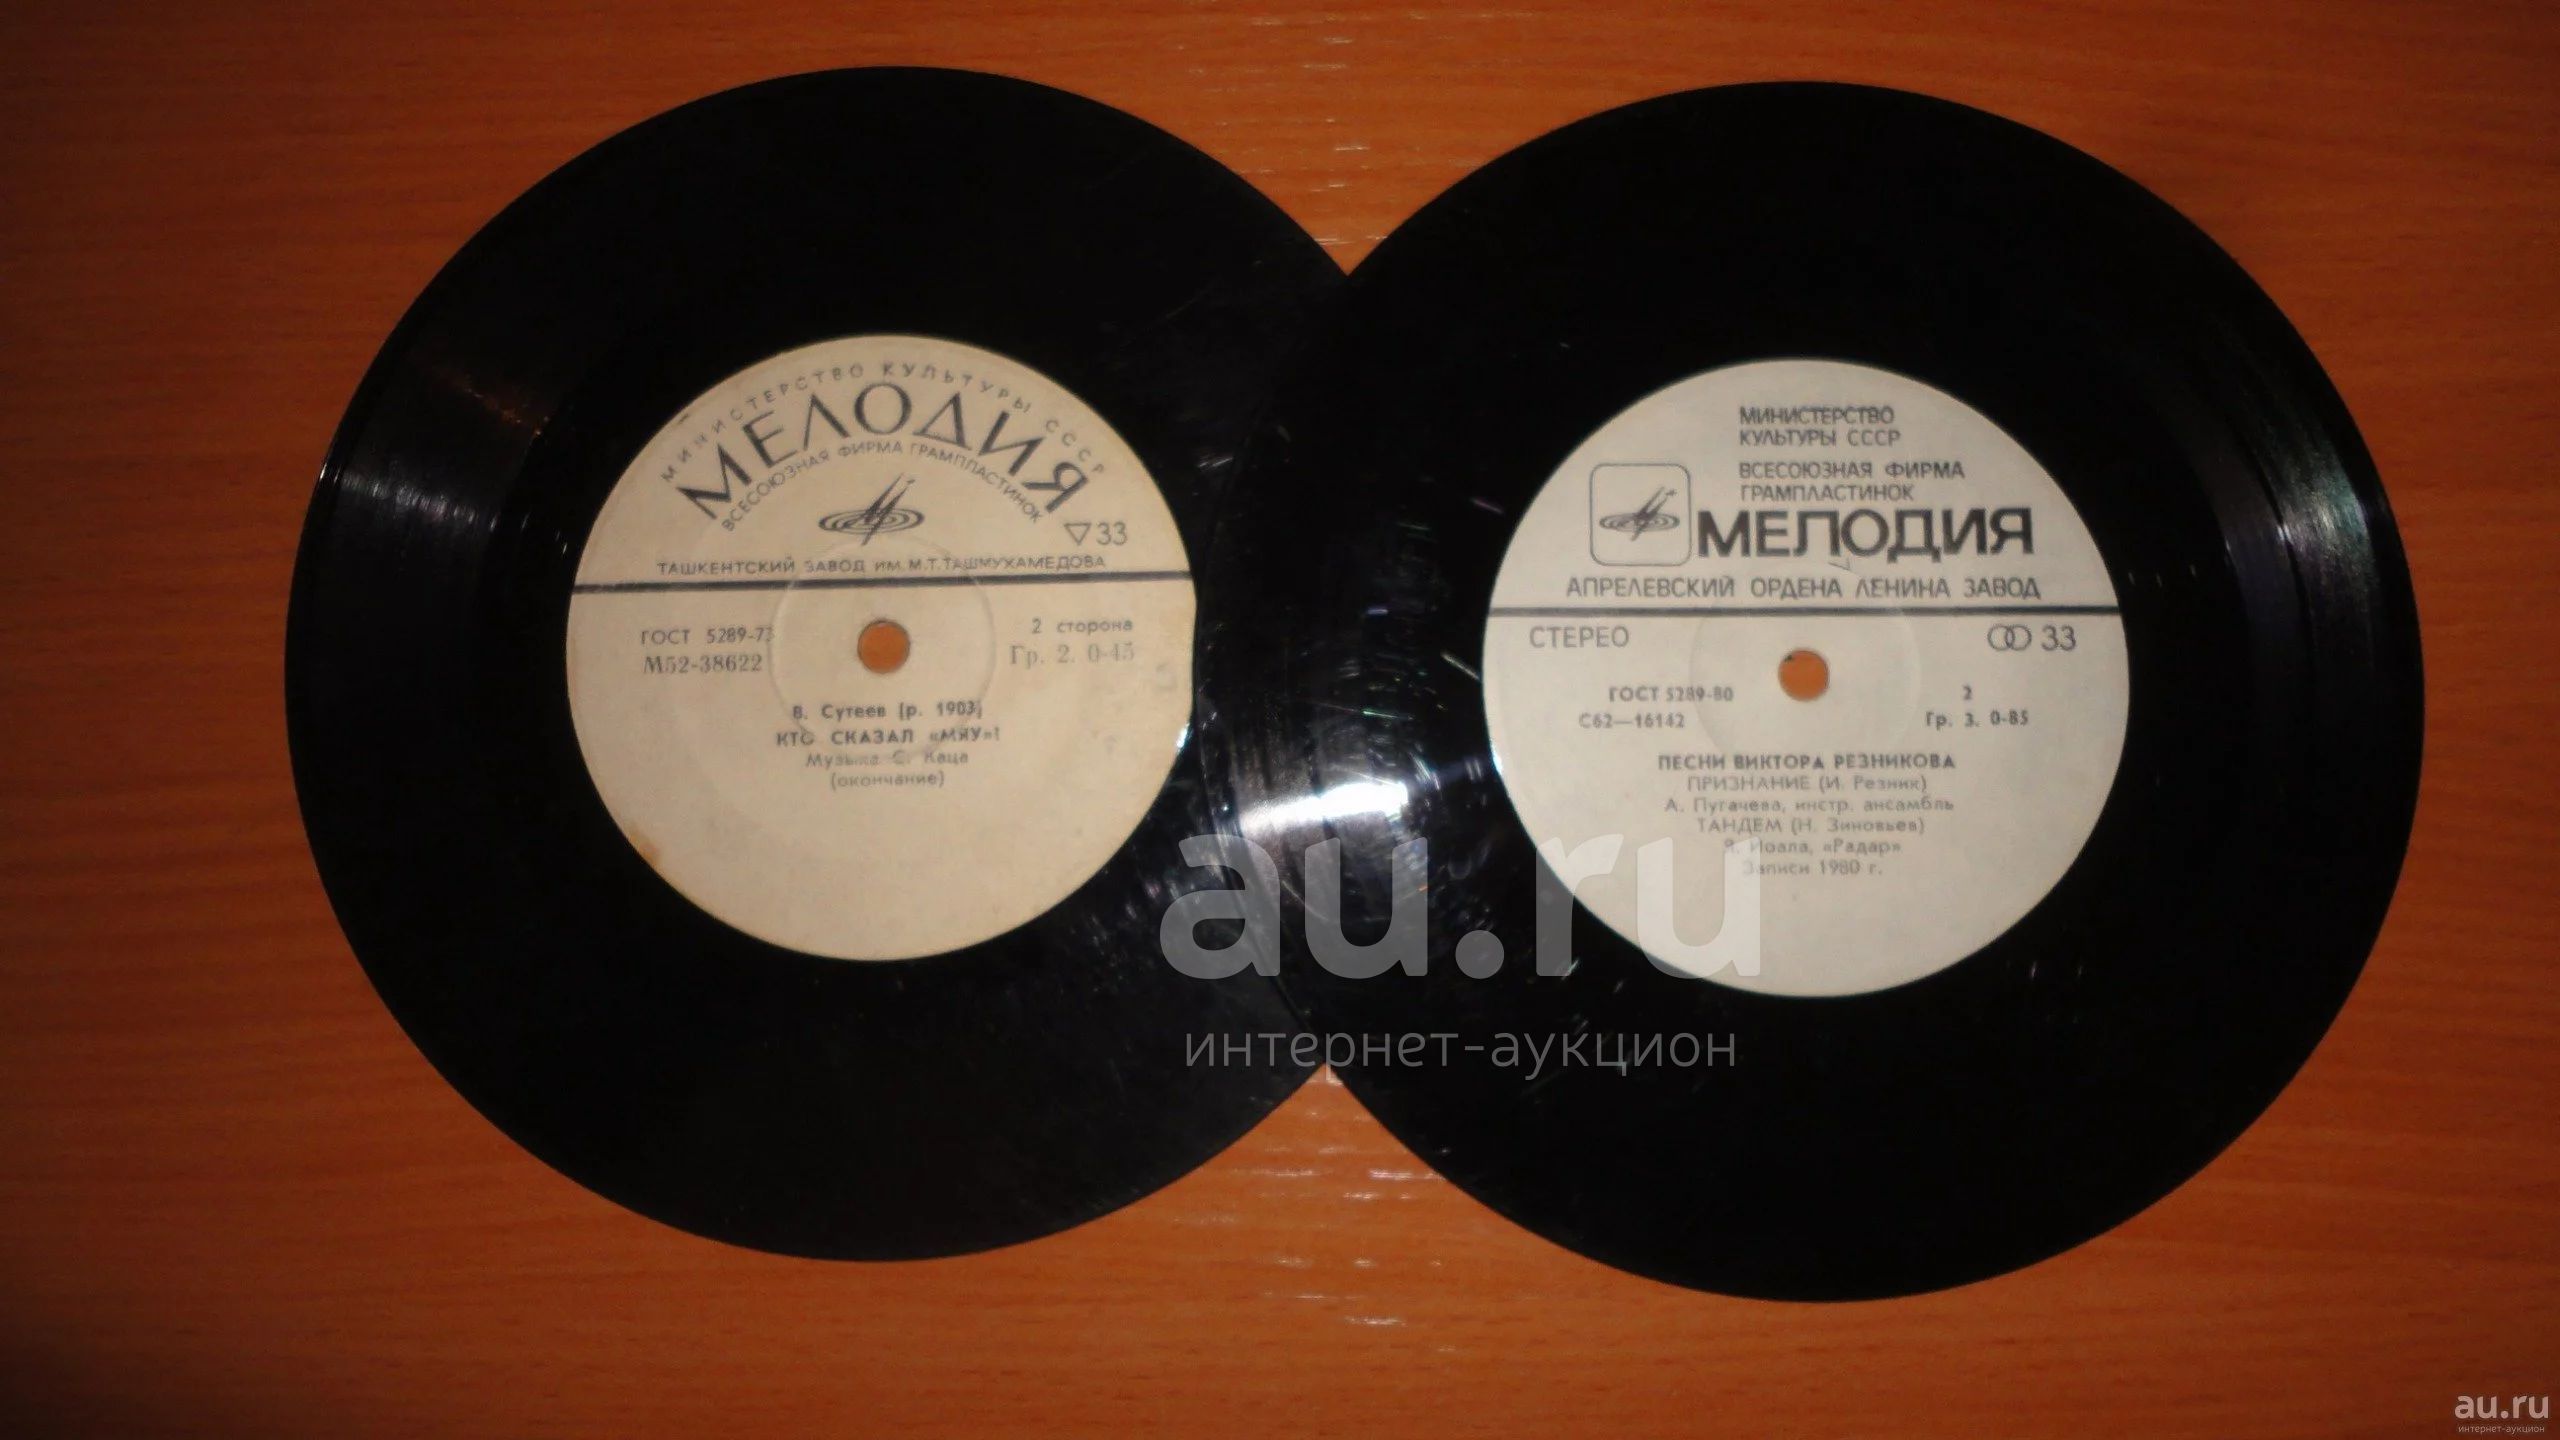 МИНИСТЕРСТВО КУЛЬТУРЫ СССР
МЕЛОДИЯ
ВСЕСОЮЗНАЯ ФИРМА ГРАМПЛАСТИНОК
33
ТАШКЕНТСКИЙ ЗАВОД ИМ. М.Т. ТАШМУХАМЕДОВА
ГОСТ 5289-73
М52-38622
2 сторона
Гр. 2. 0-45
В. Сутеев (р. 1903)
КТО СКАЗАЛ «МЯУ»!
Музыка С. Каца
(окончание)
МИНИСТЕРСТВО
КУЛЬТУРЫ СССР
ВСЕСОЮЗНАЯ ФИРМА
ГРАМПЛАСТИНОК
МЕЛОДИЯ
АПРЕЛЕВСКИЙ ОРДЕНА ЛЕНИНА ЗАВОД
СТЕРЕО
33
ГОСТ 5289-80
С62—16142
2
Гр. 3. 0-85
ПЕСНИ ВИКТОРА РЕЗНИКОВА
ПРИЗНАНИЕ (И. Резник)
А. Пугачева, инстр. ансамбль
ТАНДЕМ (Н. Зиновьев)
Я. Йоала, «Радар»
Записи 1980 г.
au.ru
интернет-аукцион
au.ru
интернет-аукцион